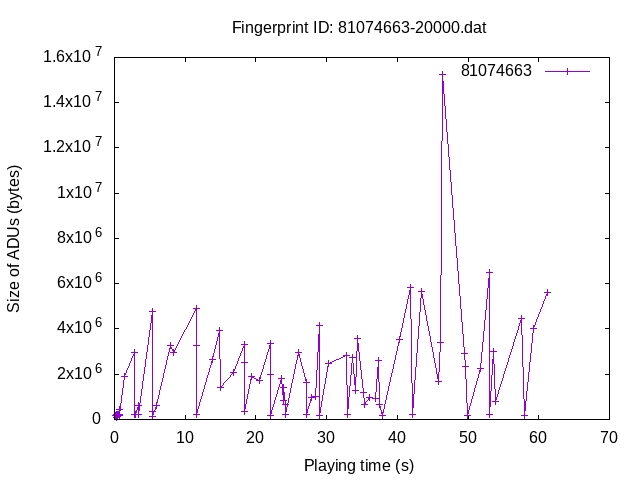 Fingerprint ID: 81074663-20000.dat
81074663
Size of ADUs (bytes)
1.6x10^7
1.4x10^7
1.2x10^7
1x10^7
8x10^6
6x10^6
4x10^6
2x10^6
0
0 10 20 30 40 50 60 70
Playing time (s)